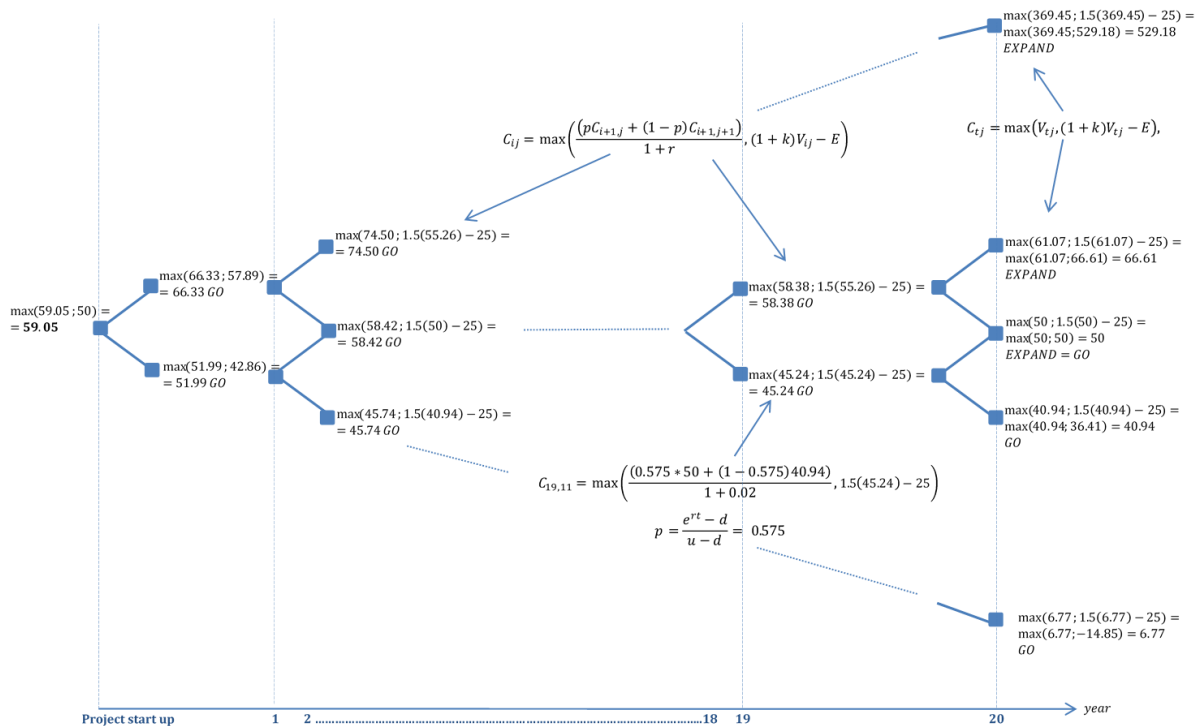 max(369.45; 1.5(369.45) − 25) =
max(369.45;529.18) = 529.18
EXPAND
C_{ij} = max((pC_{i+1,j} + (1 − p)C_{i+1,j+1}) / (1 + r), (1 + k)V_{ij} − E)
C_{tj} = max(V_{tj}, (1 + k)V_{tj} − E),
max(74.50; 1.5(55.26) − 25) =
= 74.50 GO
max(61.07; 1.5(61.07) − 25) =
max(61.07;66.61) = 66.61
EXPAND
max(66.33; 57.89) =
= 66.33 GO
max(58.38; 1.5(55.26) − 25) =
= 58.38 GO
max(59.05; 50) =
= 59.05
max(58.42; 1.5(50) − 25) =
= 58.42 GO
max(50 ; 1.5(50) − 25) =
max(50; 50) = 50
EXPAND = GO
max(51.99; 42.86) =
= 51.99 GO
max(45.24; 1.5(45.24) − 25) =
= 45.24 GO
max(45.74; 1.5(40.94) − 25) =
= 45.74 GO
max(40.94; 1.5(40.94) − 25) =
max(40.94; 36.41) = 40.94
GO
C_{19,11} = max((0.575 * 50 + (1 − 0.575)40.94) / (1 + 0.02), 1.5(45.24) − 25)
p = (e^{rt} − d) / (u − d) = 0.575
max(6.77; 1.5(6.77) − 25) =
max(6.77; −14.85) = 6.77
GO
year
Project start up 1 2 ...............18 19 20